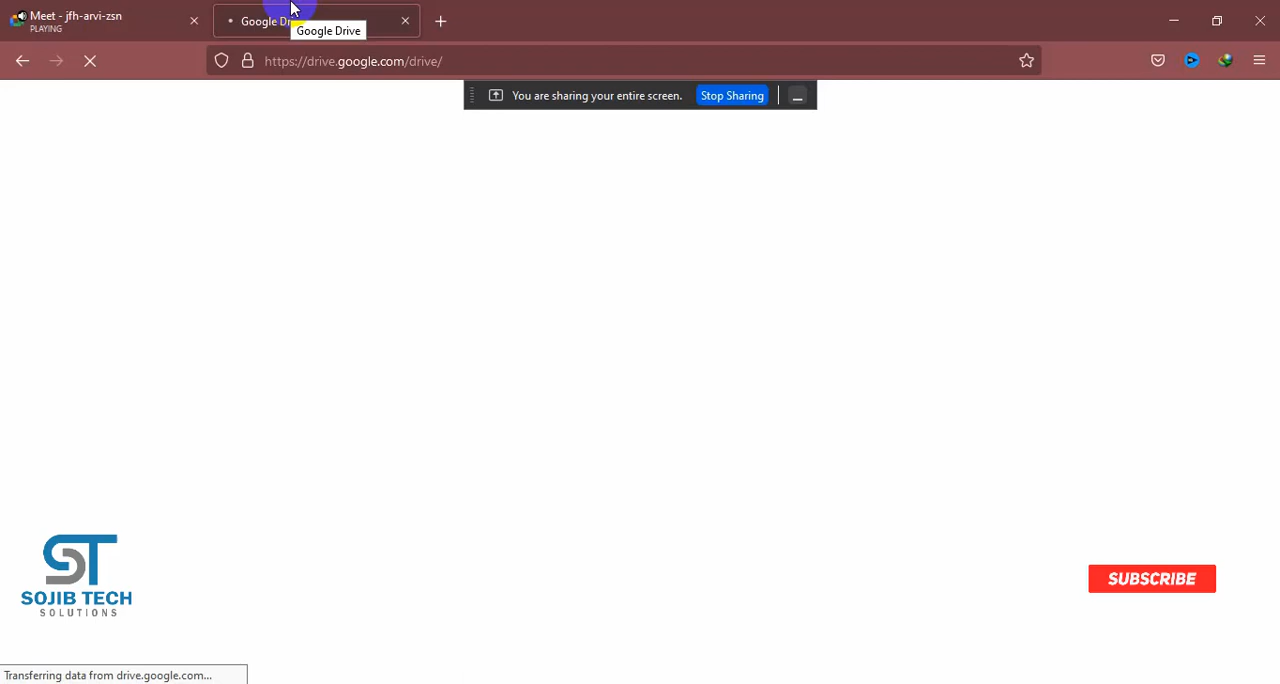 Meet - jfh-arvi-zsn
PLAYING
Google Dri
Google Drive
https://drive.google.com/drive/
You are sharing your entire screen.
Stop Sharing
ST
SOJIB TECH
SOLUTIONS
SUBSCRIBE
Transferring data from drive.google.com...